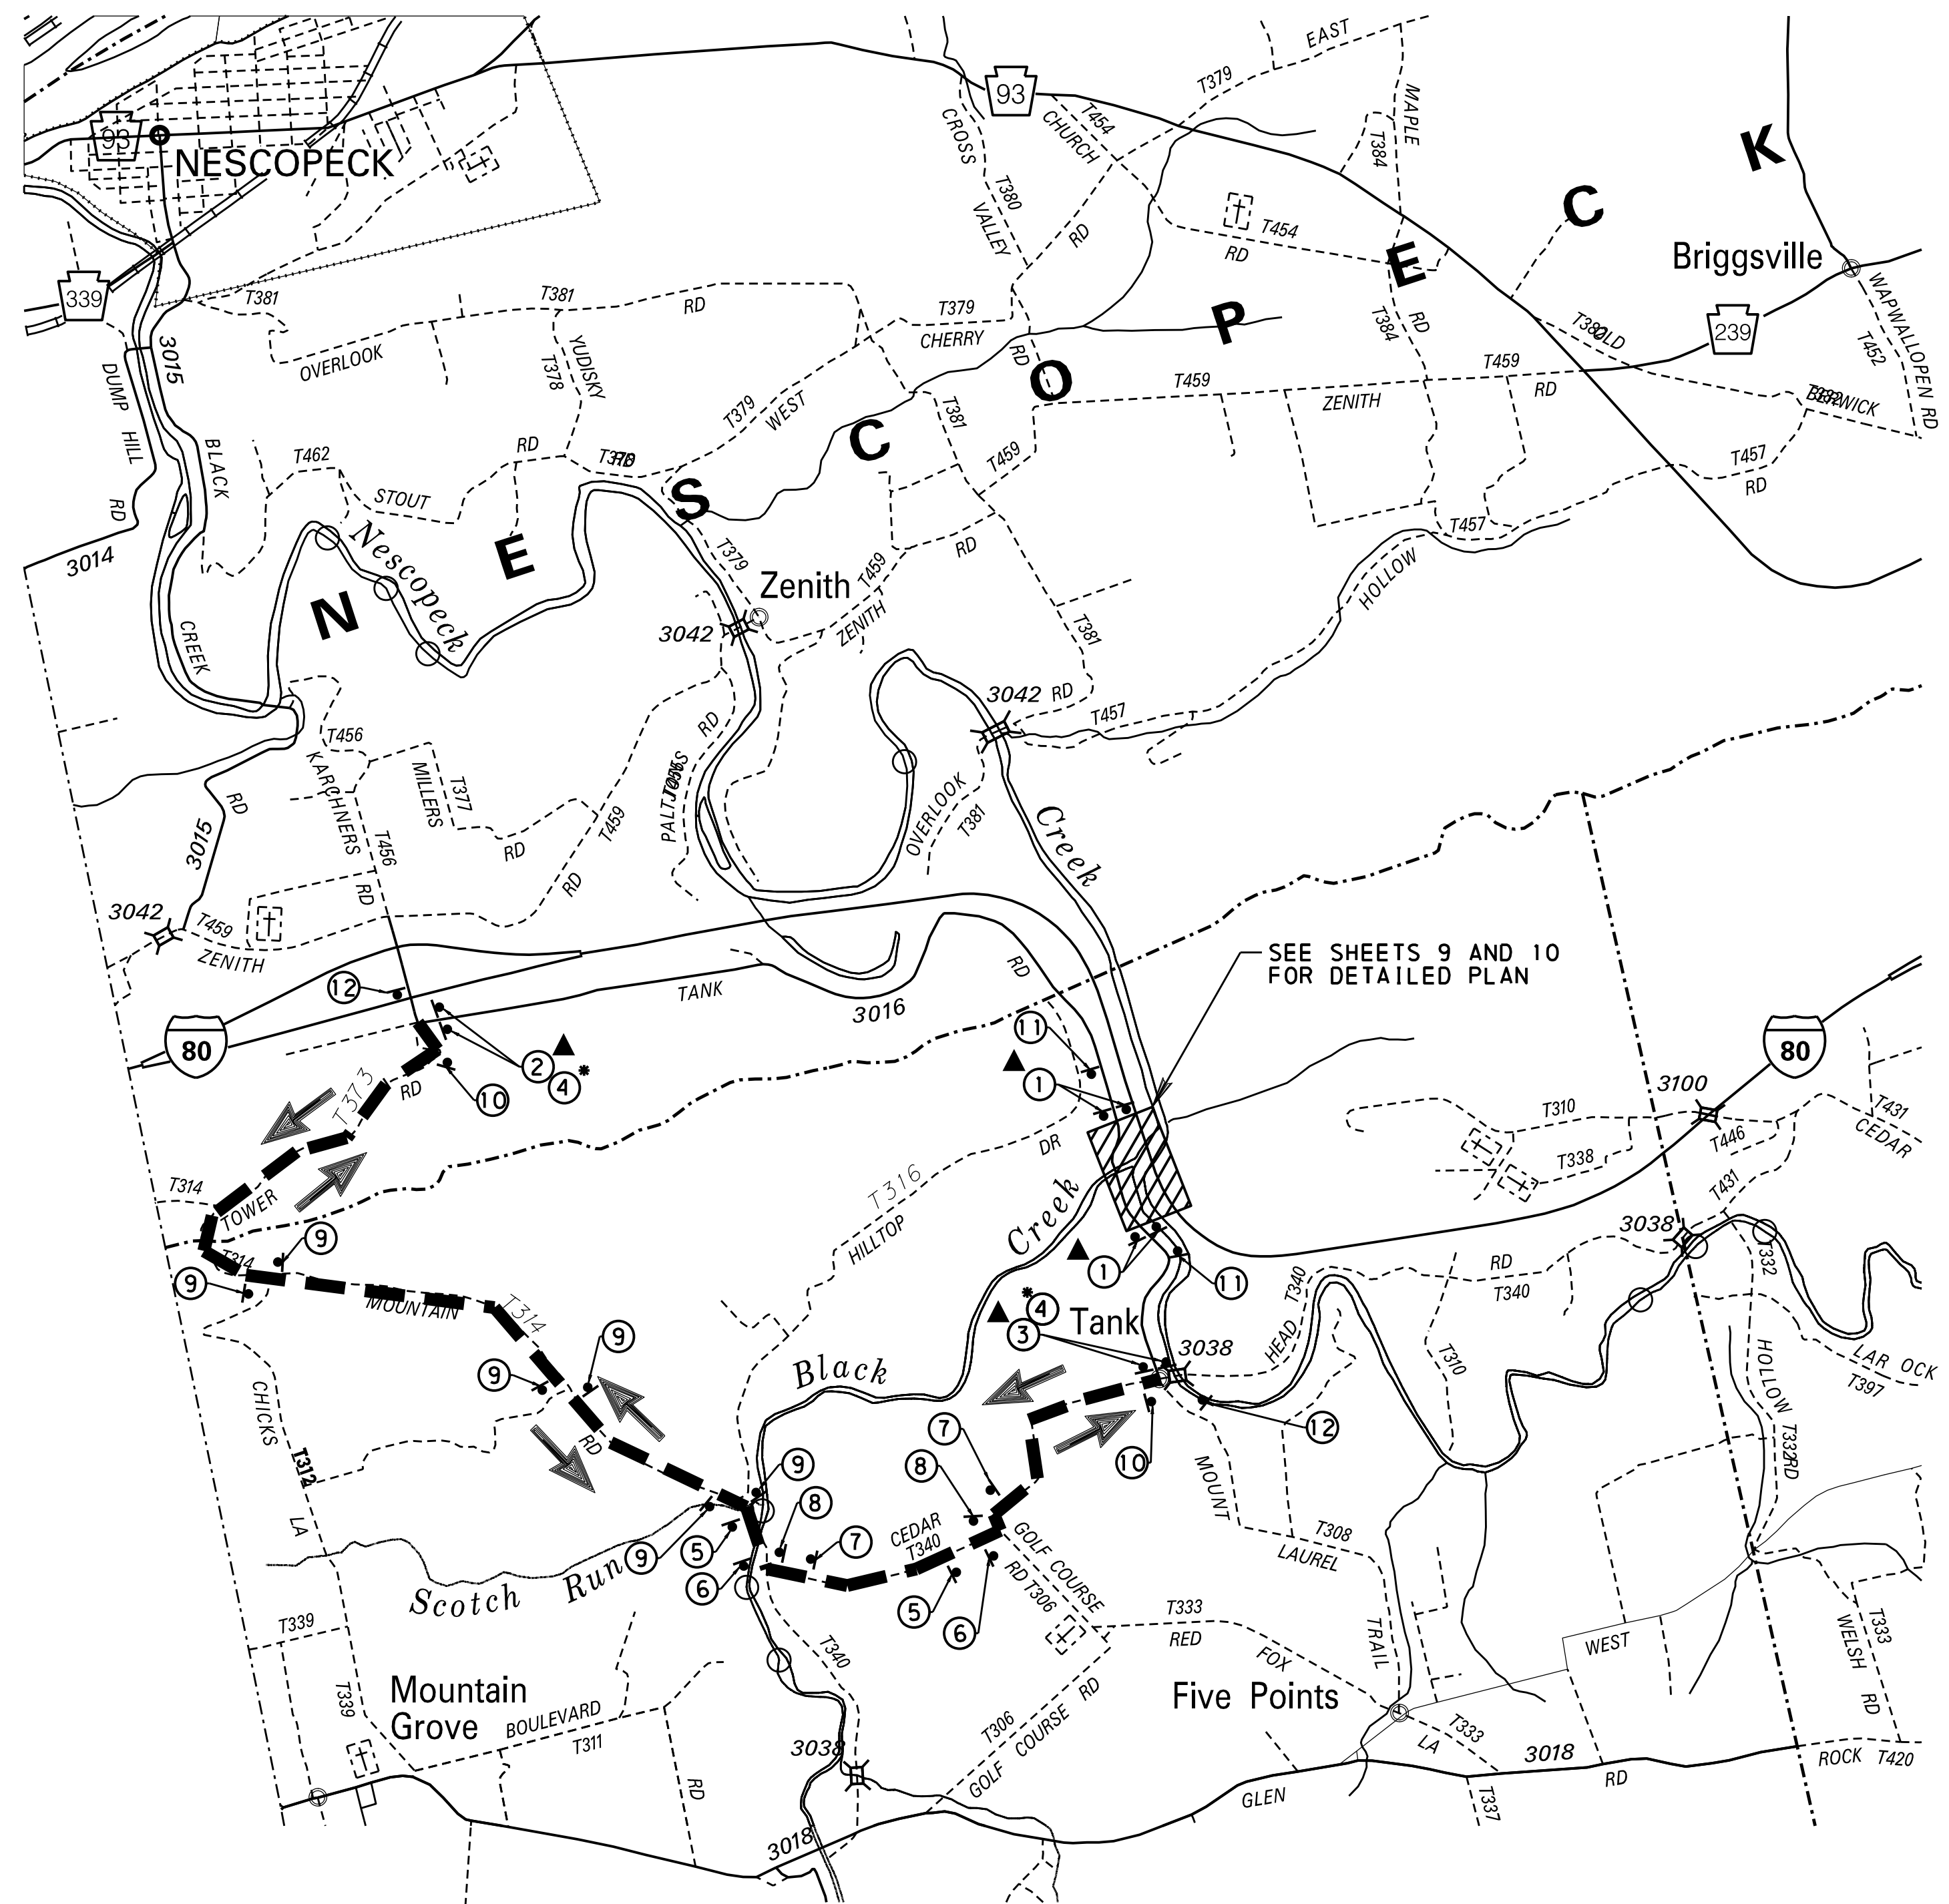 EAST
93
T379
MAPLE
T454
CHURCH
CROSS
93
NESCOPECK
T384
K
T380
VALLEY
RD
T454
RD
C
E
Briggsville
339
T381
T381
RD
T379
CHERRY
RD
P
T384
RD
OLD
239
WAPWALLOPEN RD
T452
3015
OVERLOOK
YUDISKY
T378
DUMP
HILL
RD
O
T459
T459
RD
ZENITH
BERWICK
T379
WEST
T381
C
BLACK
T462
RD
RD
STOUT
T459
T457
RD
S
T457
3014
Nescopeck
E
T379
Zenith
T459
RD
HOLLOW
N
CREEK
3042
ZENITH
T381
3042
RD
T457
RD
T456
KARCHNERS
MILLERS
T377
RD
OVERLOOK
T381
Creek
3015
T456
RD
RD
T459
RD
3042
T459
ZENITH
SEE SHEETS 9 AND 10
FOR DETAILED PLAN
RD
12
TANK
3016
80
11
80
2
4
*
1
10
T373
RD
3100
T310
T431
CEDAR
T446
DR
T338
T314
TOWER
T316
HILLTOP
Creek
T431
3038
9
T314
9
1
11
RD
T340
T332
T340
MOUNTAIN
T314
*
4
3
Tank
3038
HEAD
9
9
Black
T310
HOLLOW
LAR OCK
T397
CHICKS
7
12
RD
8
10
T312
9
MOUNT
T332
RD
LA
8
CEDAR
T340
GOLF COURSE
RD T306
T308
LAUREL
Scotch Run
9
5
7
6
5
6
T339
T340
T333
RED
FOX
TRAIL
WEST
T333
WELSH
RD
Mountain
Grove
T339
BOULEVARD
T311
RD
T306
GOLF COURSE
RD
Five Points
T333
LA
3038
3018
RD
ROCK T420
GLEN
T337
3018